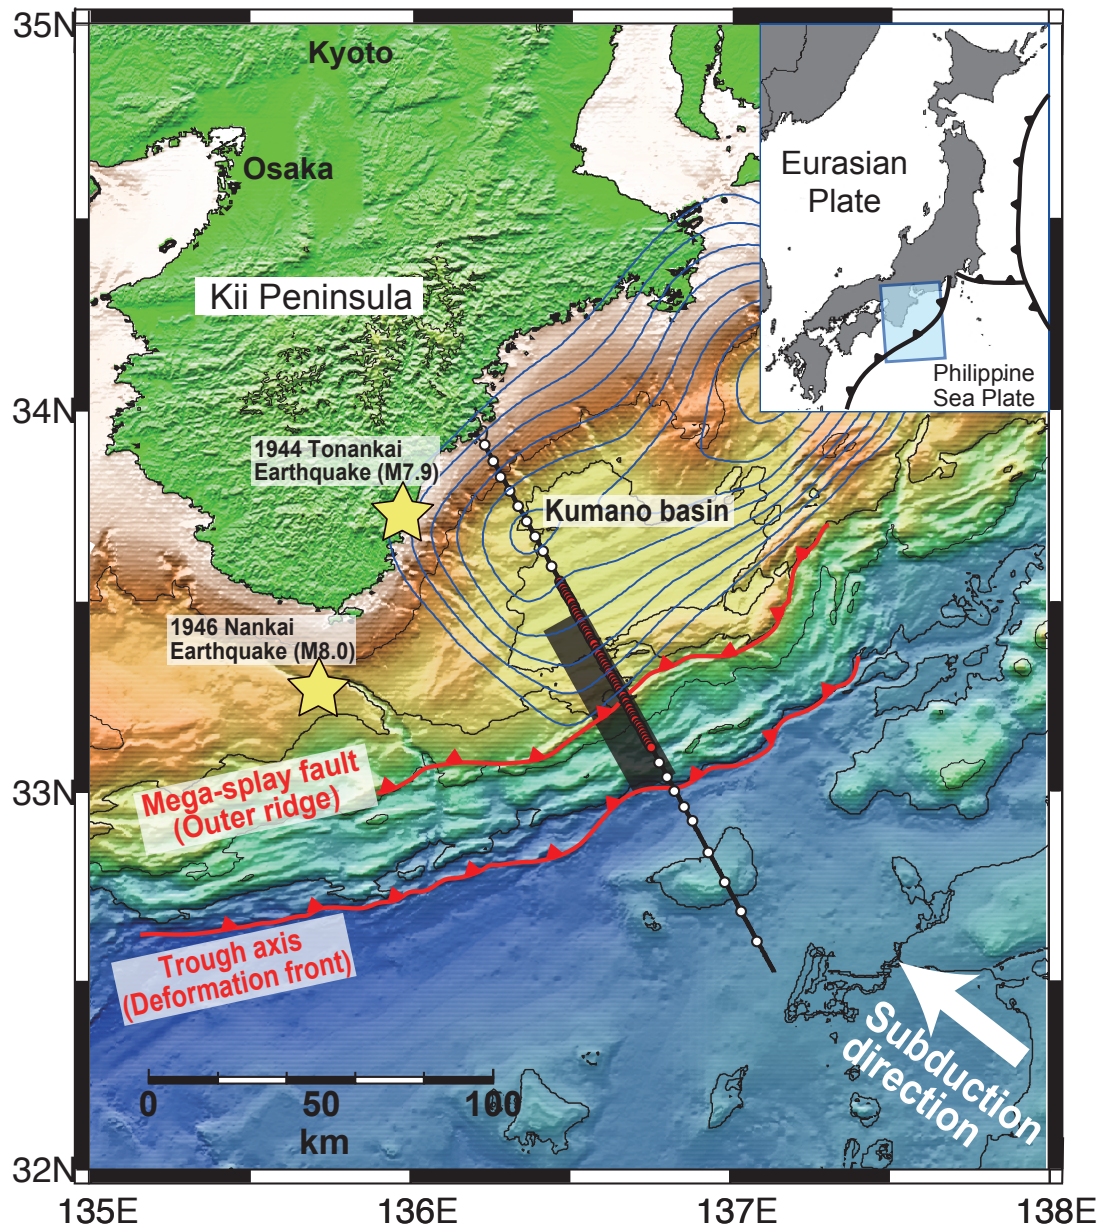 35N
Kyoto
Osaka
Eurasian
Plate
Kii Peninsula
Philippine
Sea Plate
34N
1944 Tonankai
Earthquake (M7.9)
Kumano basin
1946 Nankai
Earthquake (M8.0)
33N
Mega-splay fault
(Outer ridge)
Trough axis
(Deformation front)
Subduction
direction
0 50 100
km
32N
135E 136E 137E 138E